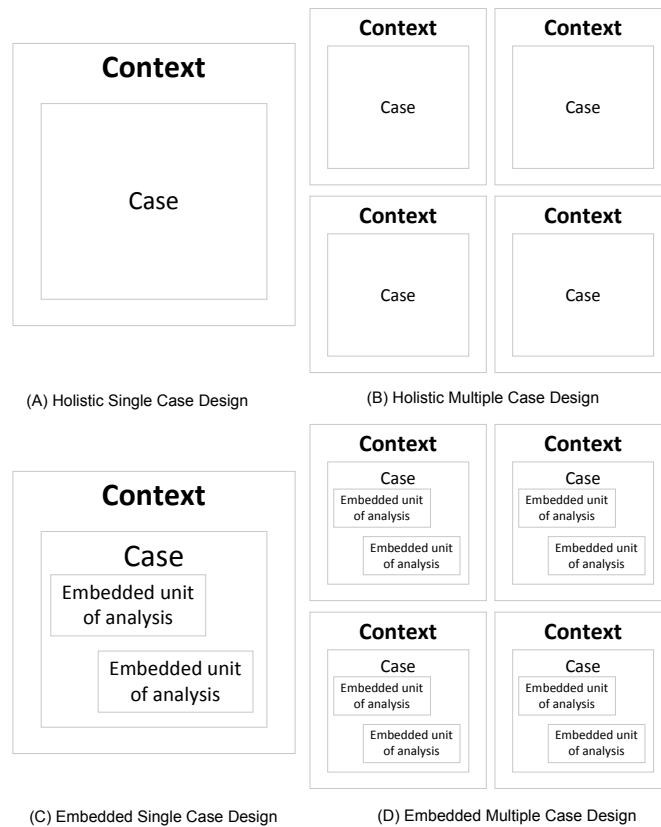 Context
Case
(A) Holistic Single Case Design
Context
Case
Context
Case
Context
Case
Context
Case
(B) Holistic Multiple Case Design
Context
Case
Embedded unit
of analysis
Embedded unit
of analysis
(C) Embedded Single Case Design
Context
Case
Embedded unit
of analysis
Embedded unit
of analysis
Context
Case
Embedded unit
of analysis
Embedded unit
of analysis
Context
Case
Embedded unit
of analysis
Embedded unit
of analysis
Context
Case
Embedded unit
of analysis
Embedded unit
of analysis
(D) Embedded Multiple Case Design